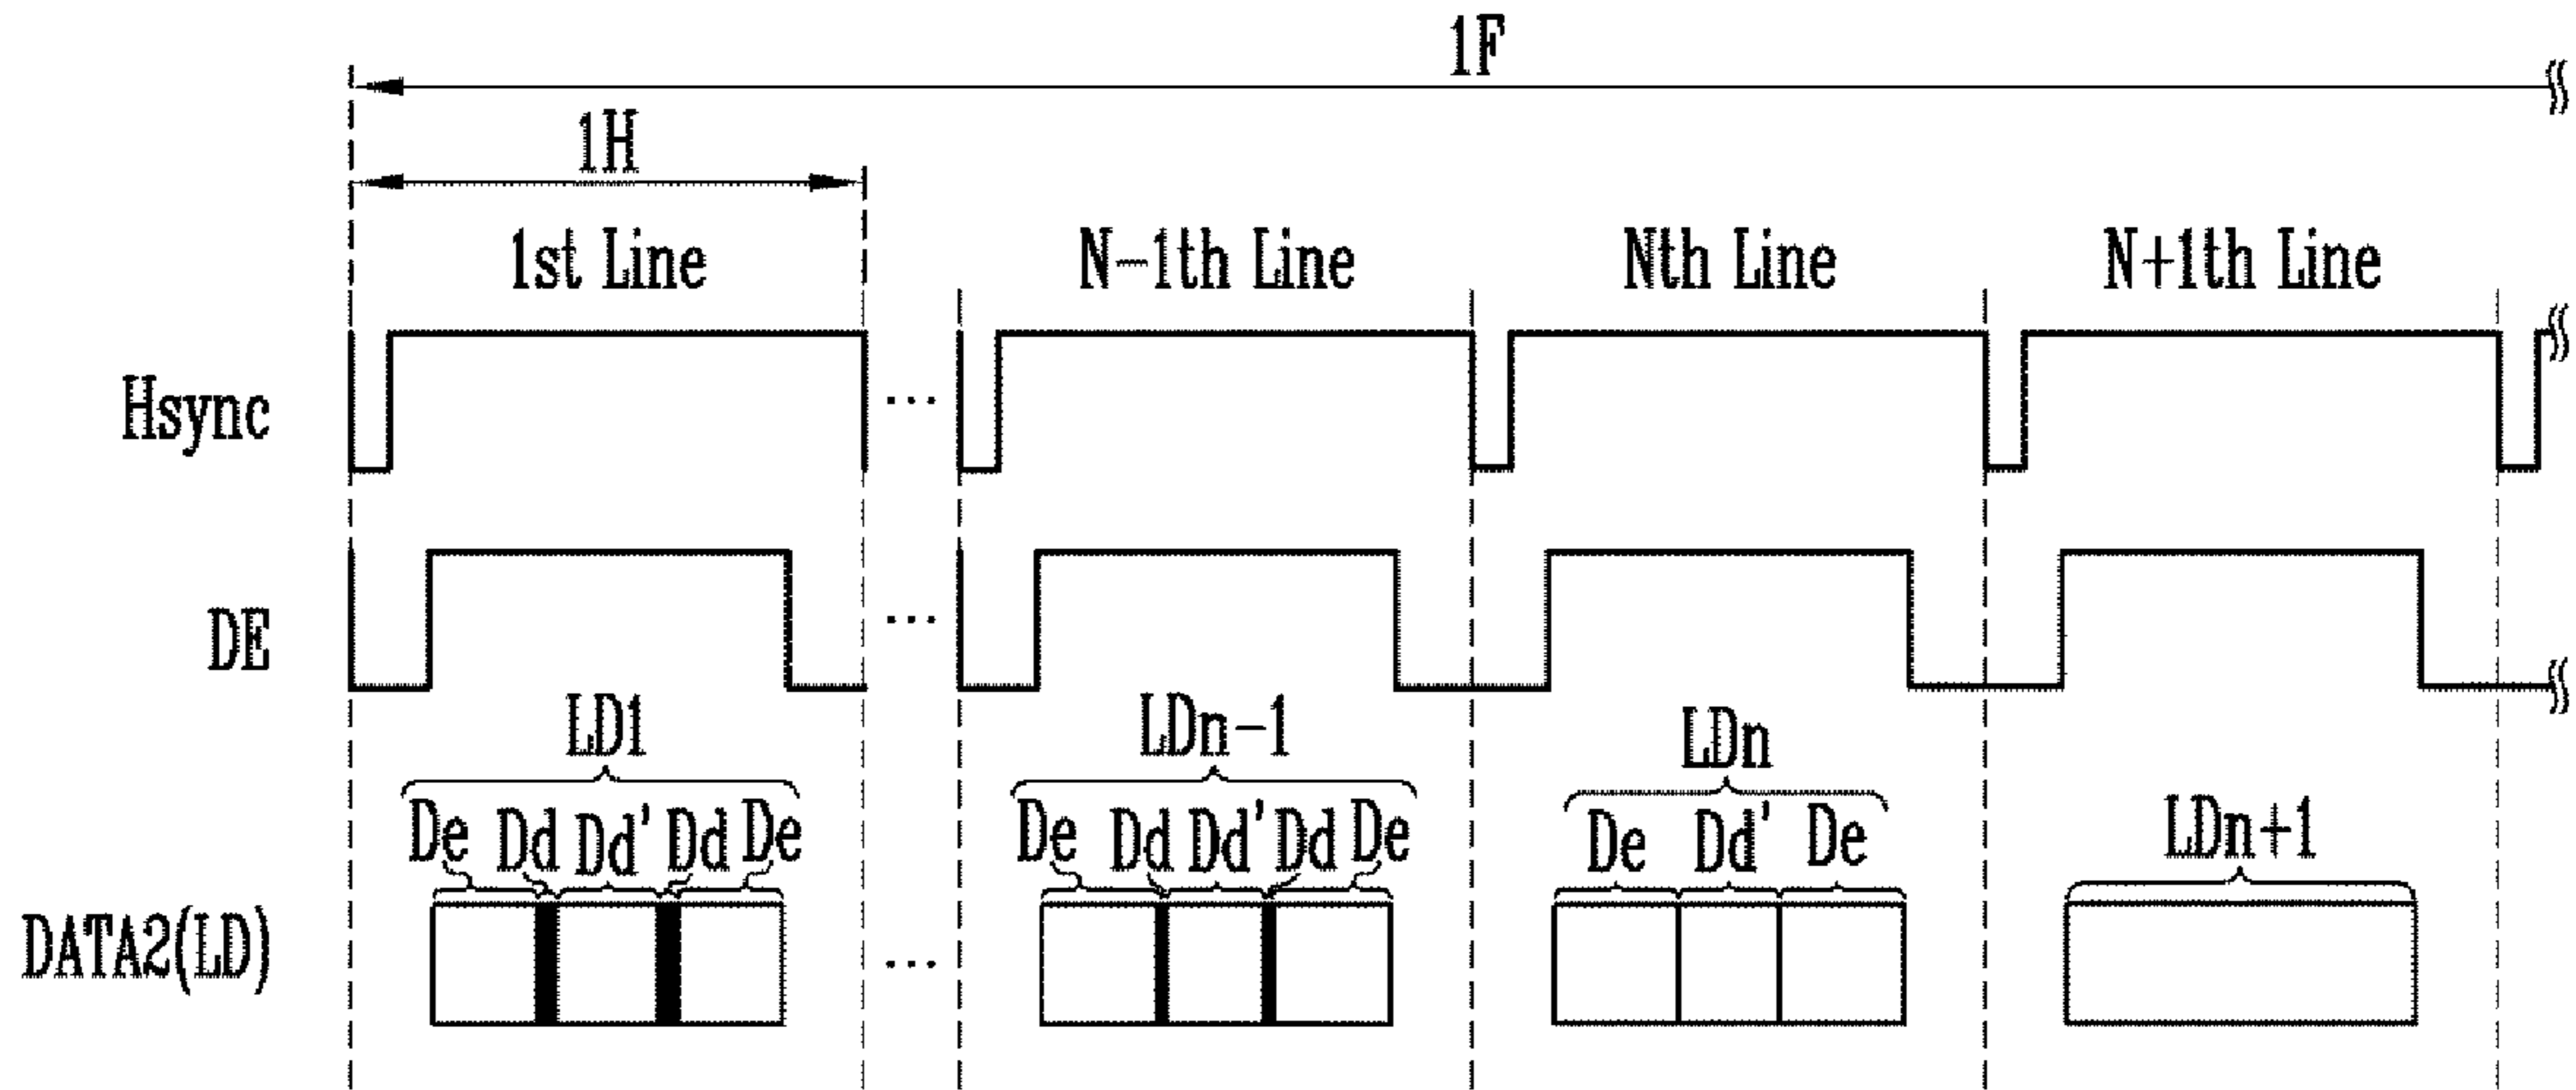 1F
1H
1st Line N-1th Line Nth Line N+1th Line
Hsync ...
DE ...
LD1 LDn-1 LDn LDn+1
De Dd Dd' Dd De De Dd Dd' Dd De De Dd' De
DATA2(LD) ...